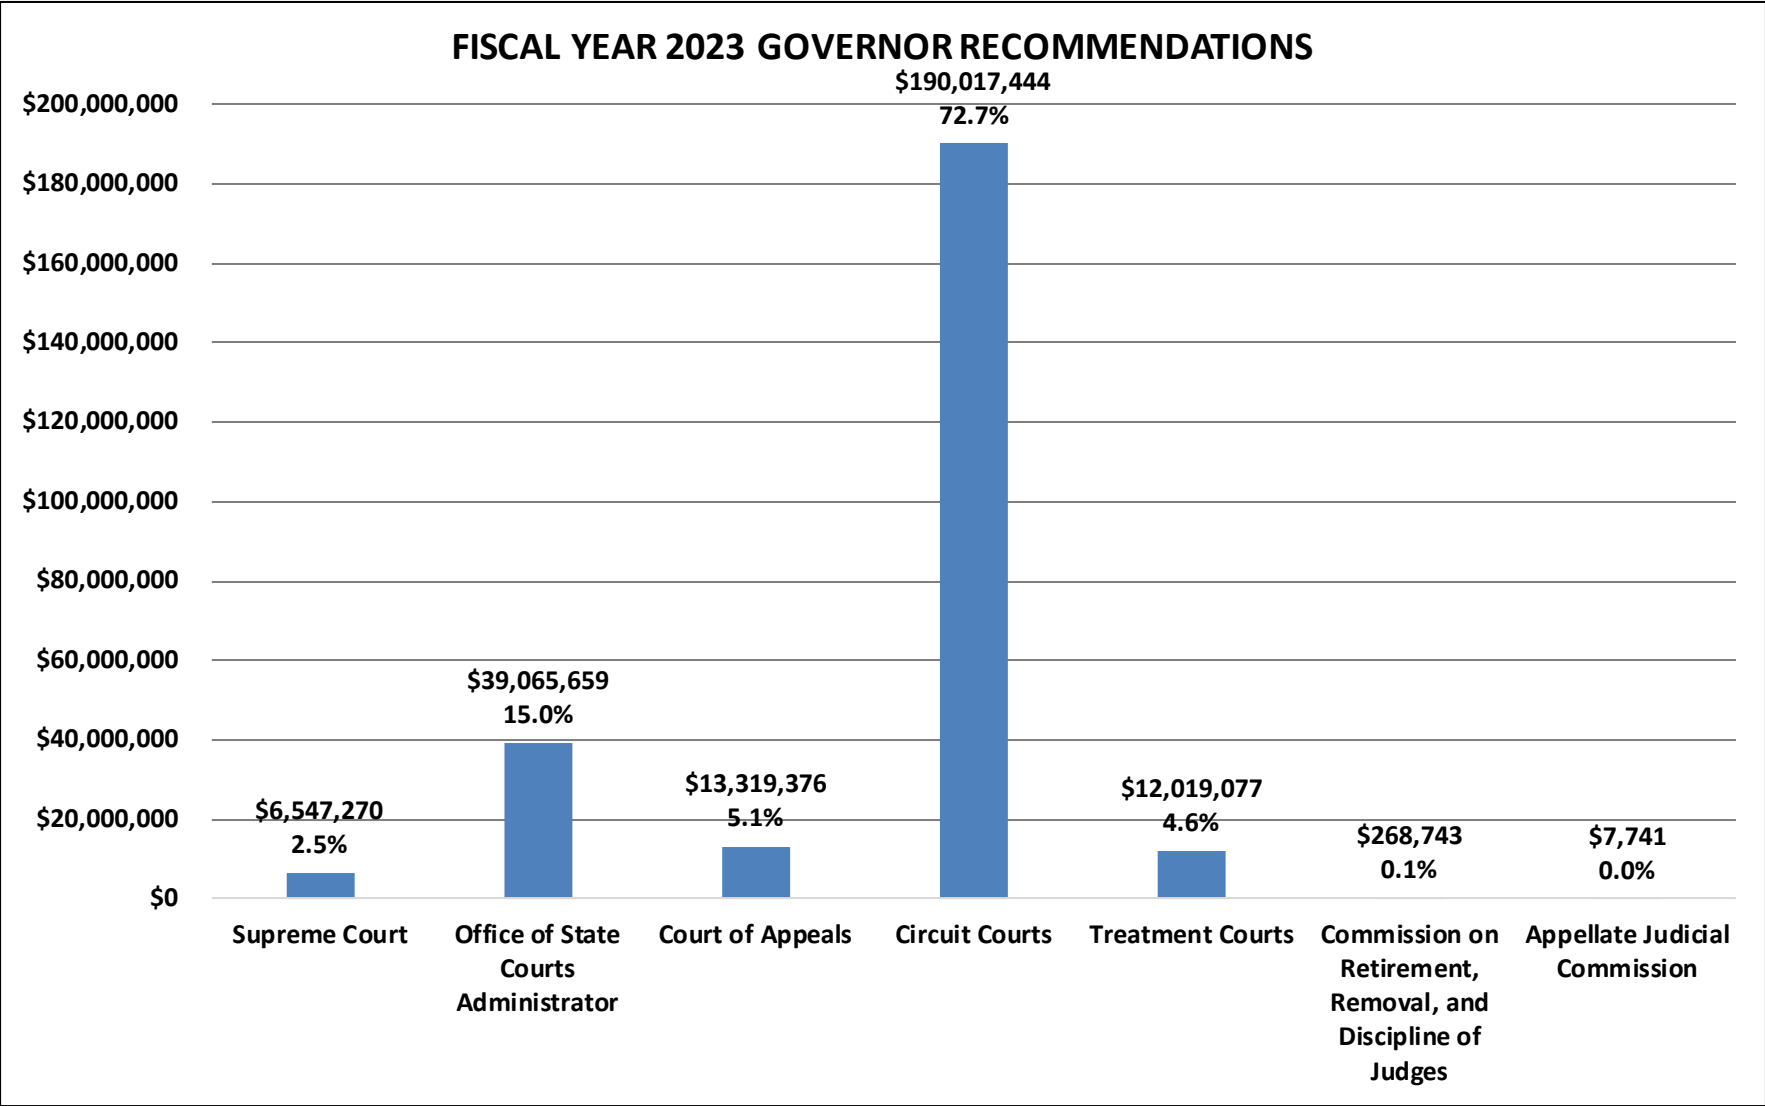 FISCAL YEAR 2023 GOVERNOR RECOMMENDATIONS
$200,000,000
$180,000,000
$160,000,000
$140,000,000
$120,000,000
$100,000,000
$80,000,000
$60,000,000
$40,000,000
$20,000,000
$0
$6,547,270
2.5%
$39,065,659
15.0%
$13,319,376
5.1%
$190,017,444
72.7%
$12,019,077
4.6%
$268,743
0.1%
$7,741
0.0%
Supreme Court
Office of State
Courts
Administrator
Court of Appeals
Circuit Courts
Treatment Courts
Commission on
Retirement,
Removal, and
Discipline of
Judges
Appellate Judicial
Commission